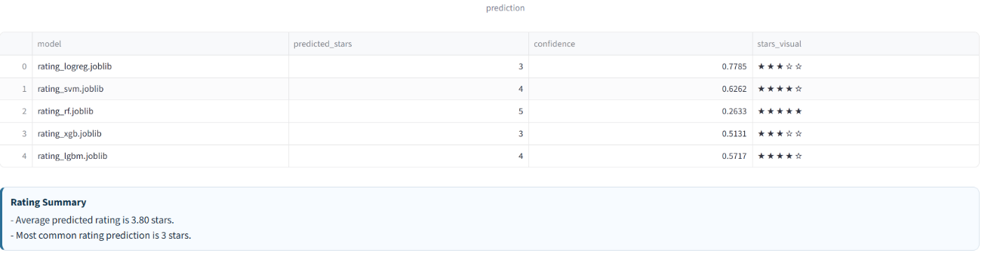 prediction
model predicted_stars confidence stars_visual
0 rating_logreg.joblib 3 0.7785 ★★★☆☆
1 rating_svm.joblib 4 0.6262 ★★★★☆
2 rating_rf.joblib 5 0.2633 ★★★★★
3 rating_xgb.joblib 3 0.5131 ★★★☆☆
4 rating_lgbm.joblib 4 0.5717 ★★★★☆
Rating Summary
- Average predicted rating is 3.80 stars.
- Most common rating prediction is 3 stars.